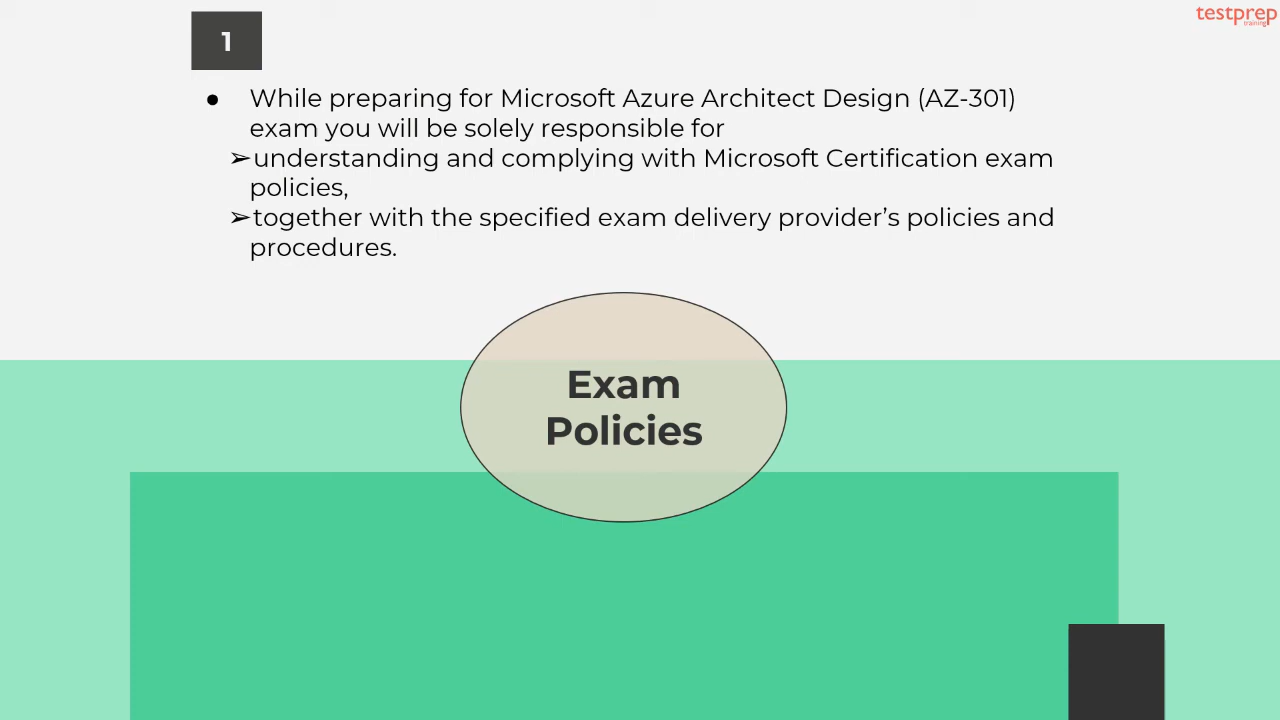 testprep
training
1
● While preparing for Microsoft Azure Architect Design (AZ-301)
exam you will be solely responsible for
➢understanding and complying with Microsoft Certification exam
policies,
➢together with the specified exam delivery provider’s policies and
procedures.
Exam
Policies